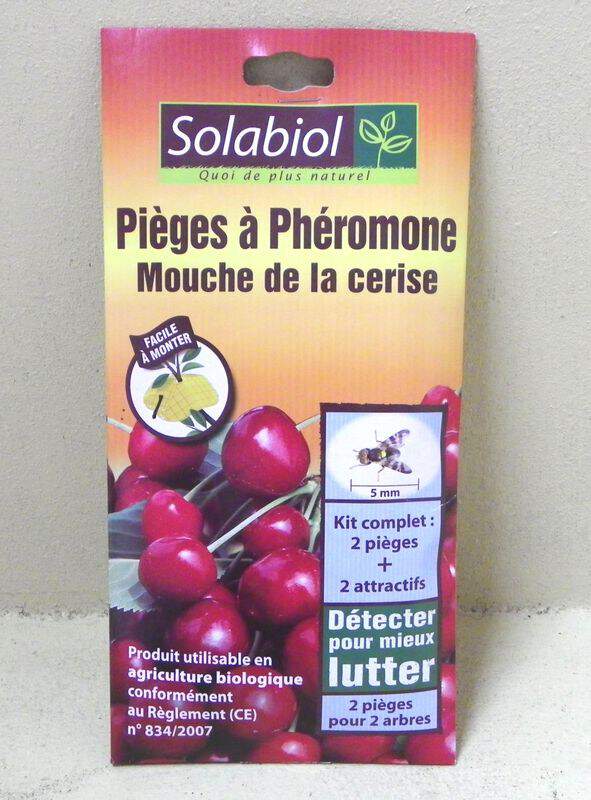 Solabiol
Quoi de plus naturel
Pièges à Phéromone
Mouche de la cerise
FACILE
À MONTER
5 mm
Kit complet :
2 pièges
+
2 attractifs
Détecter
pour mieux
lutter
2 pièges
pour 2 arbres
Produit utilisable en
agriculture biologique
conformément
au Règlement (CE)
n° 834/2007